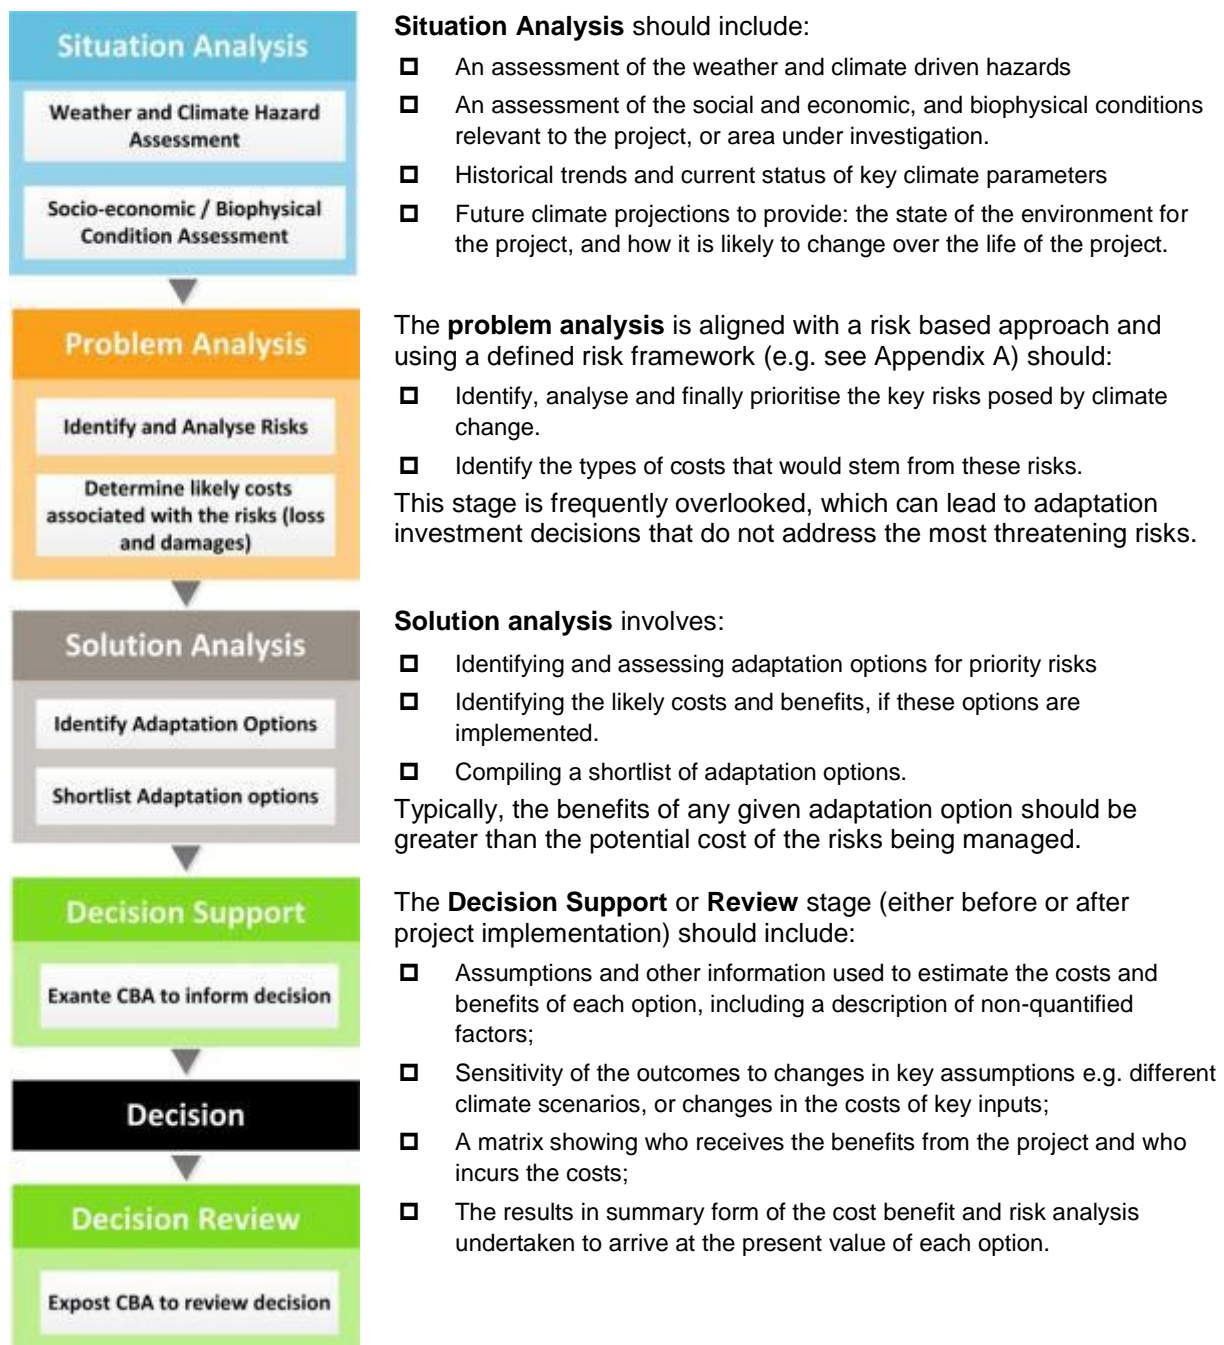 Situation Analysis
Weather and Climate Hazard
Assessment
Socio-economic / Biophysical
Condition Assessment
Situation Analysis should include:
An assessment of the weather and climate driven hazards
An assessment of the social and economic, and biophysical conditions
relevant to the project, or area under investigation.
Historical trends and current status of key climate parameters
Future climate projections to provide: the state of the environment for
the project, and how it is likely to change over the life of the project.
Problem Analysis
Identify and Analyse Risks
Determine likely costs
associated with the risks (loss
and damages)
The problem analysis is aligned with a risk based approach and
using a defined risk framework (e.g. see Appendix A) should:
Identify, analyse and finally prioritise the key risks posed by climate
change.
Identify the types of costs that would stem from these risks.
This stage is frequently overlooked, which can lead to adaptation
investment decisions that do not address the most threatening risks.
Solution Analysis
Identify Adaptation Options
Shortlist Adaptation options
Solution analysis involves:
Identifying and assessing adaptation options for priority risks
Identifying the likely costs and benefits, if these options are
implemented.
Compiling a shortlist of adaptation options.
Typically, the benefits of any given adaptation option should be
greater than the potential cost of the risks being managed.
Decision Support
Exante CBA to inform decision
Decision
Decision Review
Expost CBA to review decision
The Decision Support or Review stage (either before or after
project implementation) should include:
Assumptions and other information used to estimate the costs and
benefits of each option, including a description of non-quantified
factors;
Sensitivity of the outcomes to changes in key assumptions e.g. different
climate scenarios, or changes in the costs of key inputs;
A matrix showing who receives the benefits from the project and who
incurs the costs;
The results in summary form of the cost benefit and risk analysis
undertaken to arrive at the present value of each option.